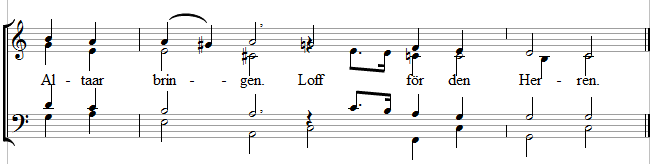 Al- taar brin- - gen. Loff för den Her- ren.